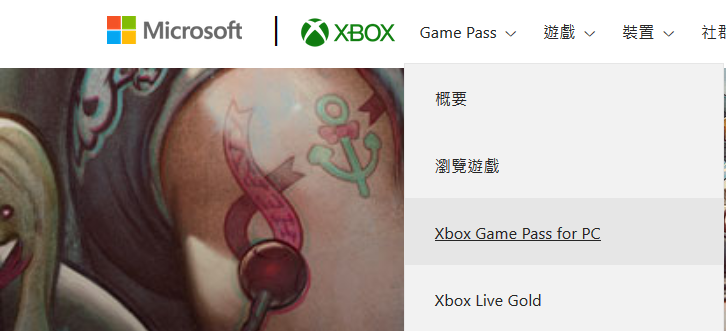 Microsoft XBOX Game Pass 遊戲 裝置 社群
概要
瀏覽遊戲
Xbox Game Pass for PC
Xbox Live Gold